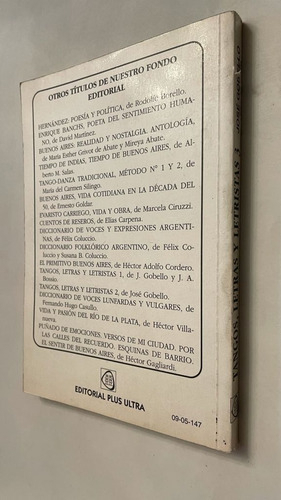 OTROS TÍTULOS DE NUESTRO FONDO
EDITORIAL
HERNÁNDEZ: POESÍA Y POLÍTICA, de Rodolfo Borello.
ENRIQUE BANCHS, POETA DEL SENTIMIENTO HUMA-
NO, de David Martínez.
BUENOS AIRES: REALIDAD Y NOSTALGIA. ANTOLOGÍA,
de María Esther Grivot de Abate y Mireya Abate.
TIEMPO DE INDIAS, TIEMPO DE BUENOS AIRES, de Al-
berto M. Salas.
TANGO-DANZA TRADICIONAL, MÉTODO Nº 1 Y 2, de
María del Carmen Silingo.
BUENOS AIRES, VIDA COTIDIANA EN LA DÉCADA DEL
50, de Ernesto Goldar.
EVARISTO CARRIEGO, VIDA Y OBRA, de Marcela Ciruzzi.
CUENTOS DE RESEROS, de Elías Carpena.
DICCIONARIO DE VOCES Y EXPRESIONES ARGENTI-
NAS, de Félix Coluccio.
DICCIONARIO FOLKLÓRICO ARGENTINO, de Félix Co-
luccio y Susana B. Coluccio.
EL PRIMITIVO BUENOS AIRES, de Héctor Adolfo Cordero.
TANGOS, LETRAS Y LETRISTAS 1, de J. Gobello y J. A.
Bossio.
TANGOS, LETRAS Y LETRISTAS 2, de José Gobello.
DICCIONARIO DE VOCES LUNFARDAS Y VULGARES, de
Fernando Hugo Casullo.
VIDA Y PASIÓN DEL RÍO DE LA PLATA, de Héctor Villa-
nueva.
PUÑADO DE EMOCIONES. VERSOS DE MI CIUDAD. POR
LAS CALLES DEL RECUERDO. ESQUINAS DE BARRIO.
EL SENTIR DE BUENOS AIRES, de Héctor Gagliardi.
EDITORIAL PLUS ULTRA
09-05-147
TANGOS, LETRAS Y LETRISTAS